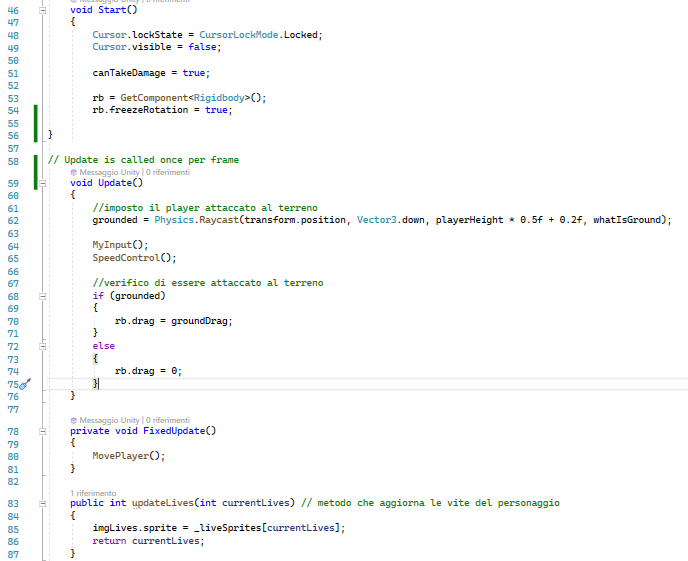 Messaggio Unity | 0 riferimenti
46 void Start()
47 {
48 Cursor.lockState = CursorLockMode.Locked;
49 Cursor.visible = false;
50
51 canTakeDamage = true;
52
53 rb = GetComponent<Rigidbody>();
54 rb.freezeRotation = true;
55
56 }
57
58 // Update is called once per frame
Messaggio Unity | 0 riferimenti
59 void Update()
60 {
61 //imposto il player attaccato al terreno
62 grounded = Physics.Raycast(transform.position, Vector3.down, playerHeight * 0.5f + 0.2f, whatIsGround);
63
64 MyInput();
65 SpeedControl();
66
67 //verifico di essere attaccato al terreno
68 if (grounded)
69 {
70 rb.drag = groundDrag;
71 }
72 else
73 {
74 rb.drag = 0;
75 }
76 }
77
Messaggio Unity | 0 riferimenti
78 private void FixedUpdate()
79 {
80 MovePlayer();
81 }
82
1 riferimento
83 public int updateLives(int currentLives) // metodo che aggiorna le vite del personaggio
84 {
85 imgLives.sprite = _liveSprites[currentLives];
86 return currentLives;
87 }